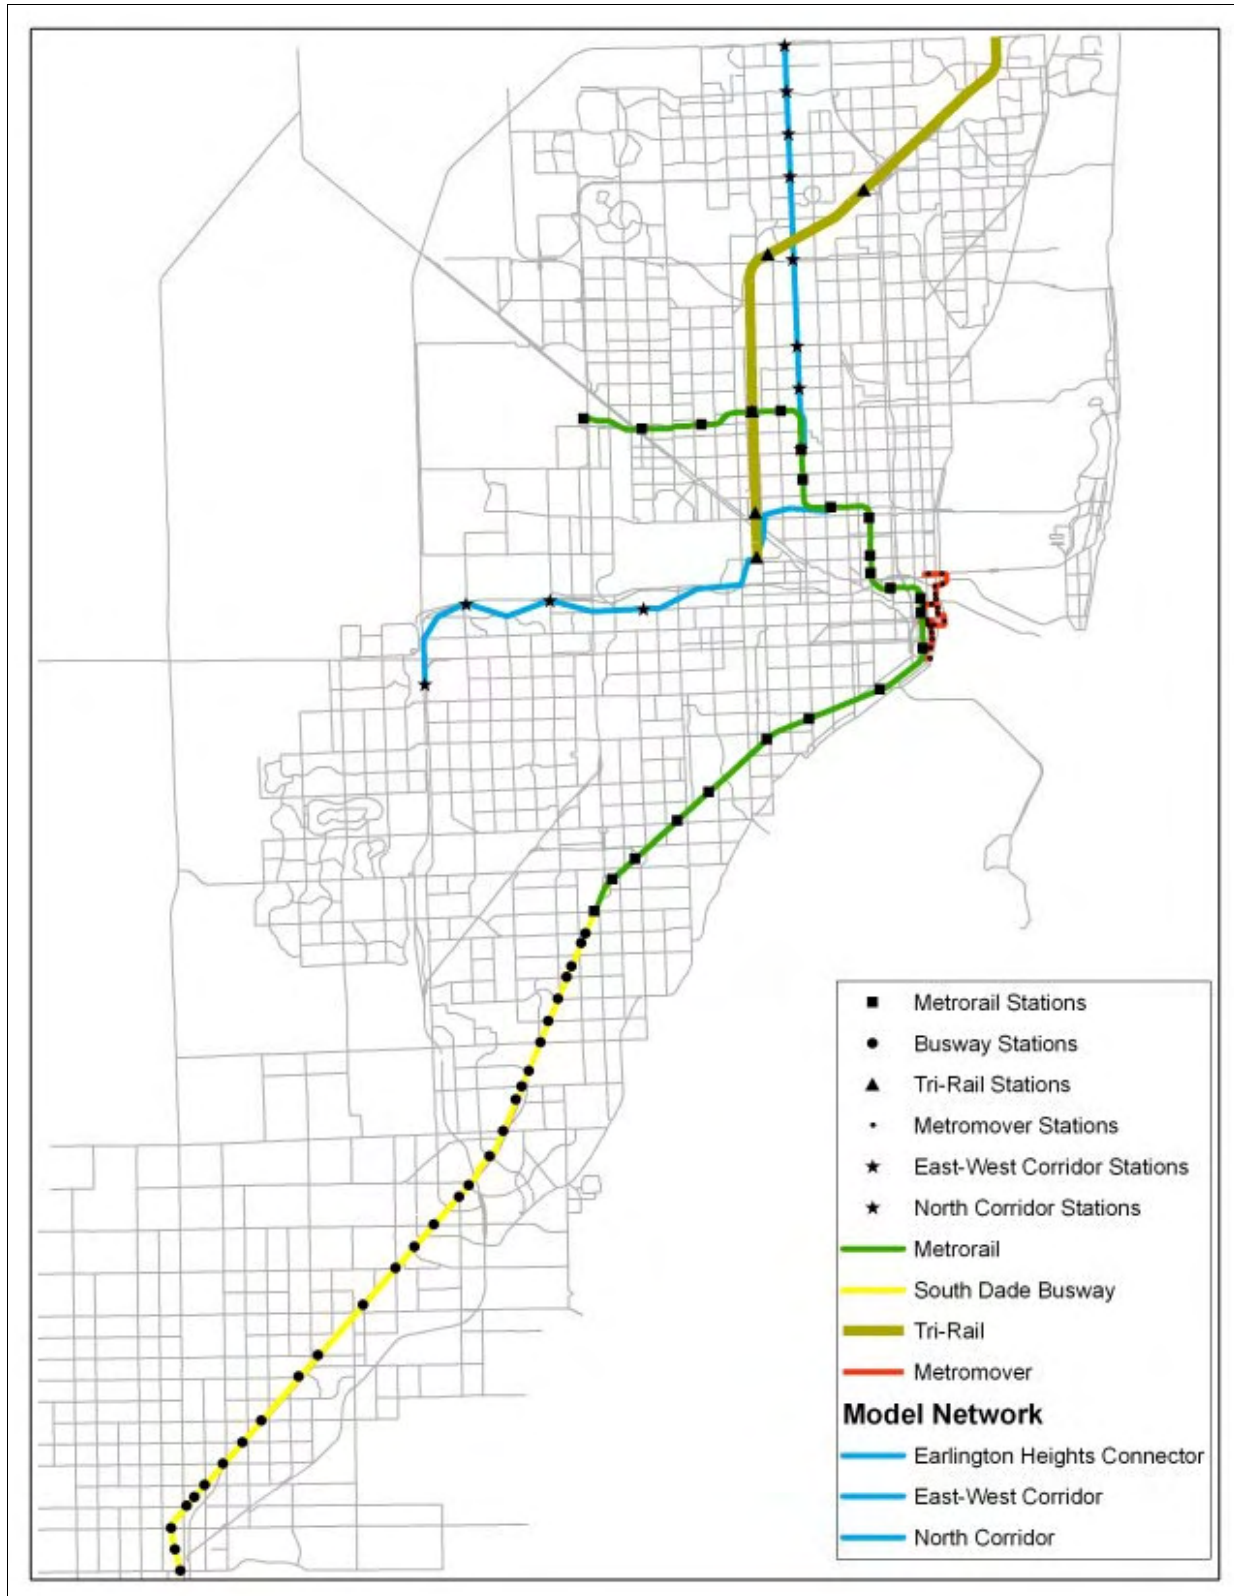 Metrorail Stations
Busway Stations
Tri-Rail Stations
Metromover Stations
East-West Corridor Stations
North Corridor Stations
Metrorail
South Dade Busway
Tri-Rail
Metromover
Model Network
Earlington Heights Connector
East-West Corridor
North Corridor